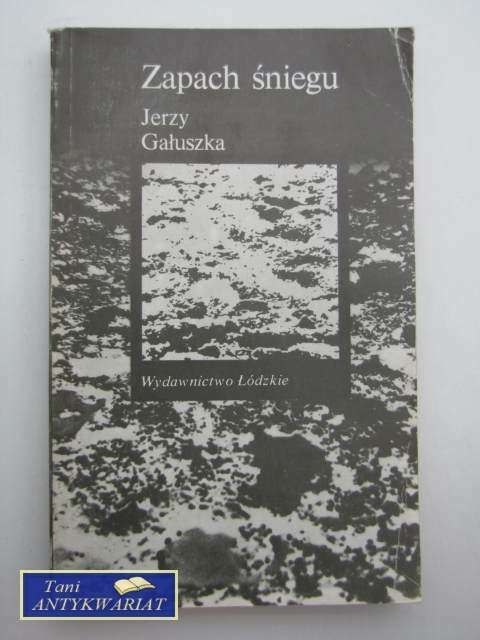 Zapach śniegu
Jerzy
Gałuszka
Wydawnictwo Łódzkie
Tani
ANTYKWARIAT